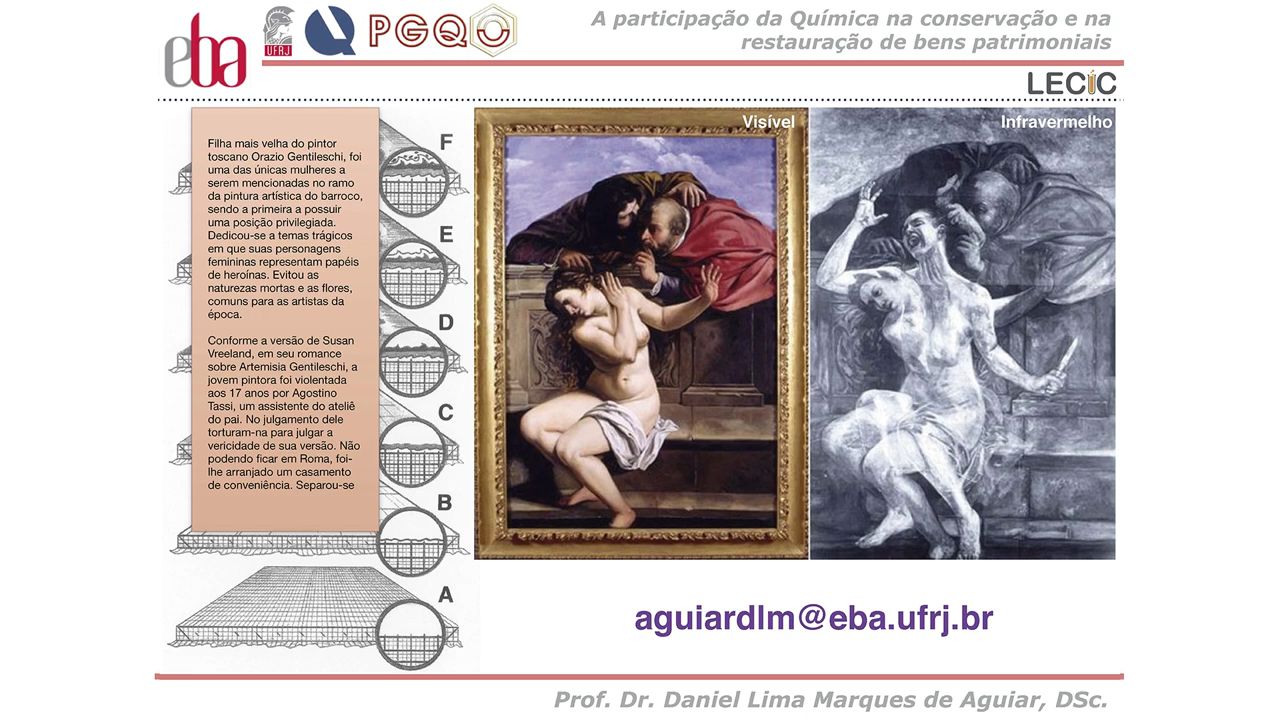 eba
UFRJ
PGQ
A participação da Química na conservação e na
restauração de bens patrimoniais
LECIC
Filha mais velha do pintor
toscano Orazio Gentileschi, foi
uma das únicas mulheres a
serem mencionadas no ramo
da pintura artística do barroco,
sendo a primeira a possuir
uma posição privilegiada.
Dedicou-se a temas trágicos
em que suas personagens
femininas representam papéis
de heroínas. Evitou as
naturezas mortas e as flores,
comuns para as artistas da
época.
Conforme a versão de Susan
Vreeland, em seu romance
sobre Artemisia Gentileschi, a
jovem pintora foi violentada
aos 17 anos por Agostino
Tassi, um assistente do ateliê
do pai. No julgamento dele
torturam-na para julgar a
vericidade de sua versão. Não
podendo ficar em Roma, foi-
lhe arranjado um casamento
de conveniência. Separou-se
F
E
D
C
B
A
Visível
Infravermelho
aguiardlm@eba.ufrj.br
Prof. Dr. Daniel Lima Marques de Aguiar, DSc.